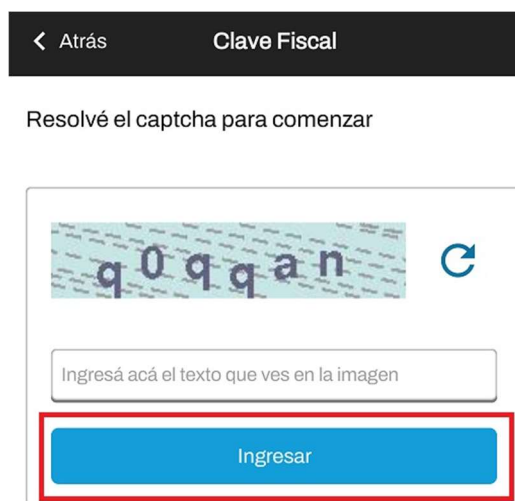 Atrás Clave Fiscal
Resolvé el captcha para comenzar
q0qqan
Ingresá acá el texto que ves en la imagen
Ingresar